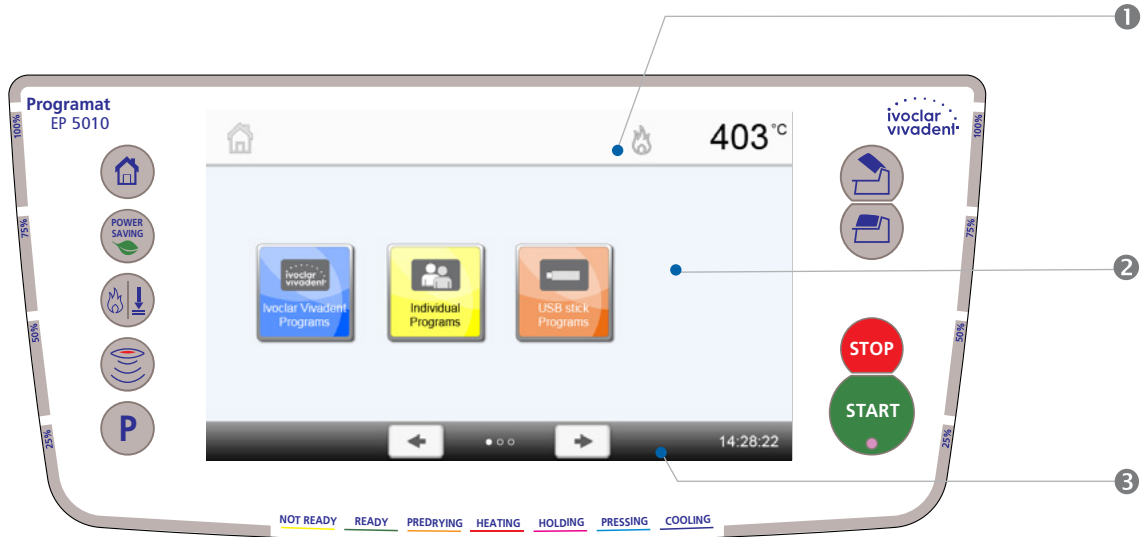 1
Programat
EP 5010
ivoclar
vivadent
100%
75%
50%
25%
403 °C
POWER
SAVING
P
ivoclar
vivadent
Ivoclar Vivadent
Programs
Individual
Programs
USB stick
Programs
2
14:28:22
STOP
START
100%
75%
50%
25%
3
NOT READY READY PREDRYING HEATING HOLDING PRESSING COOLING